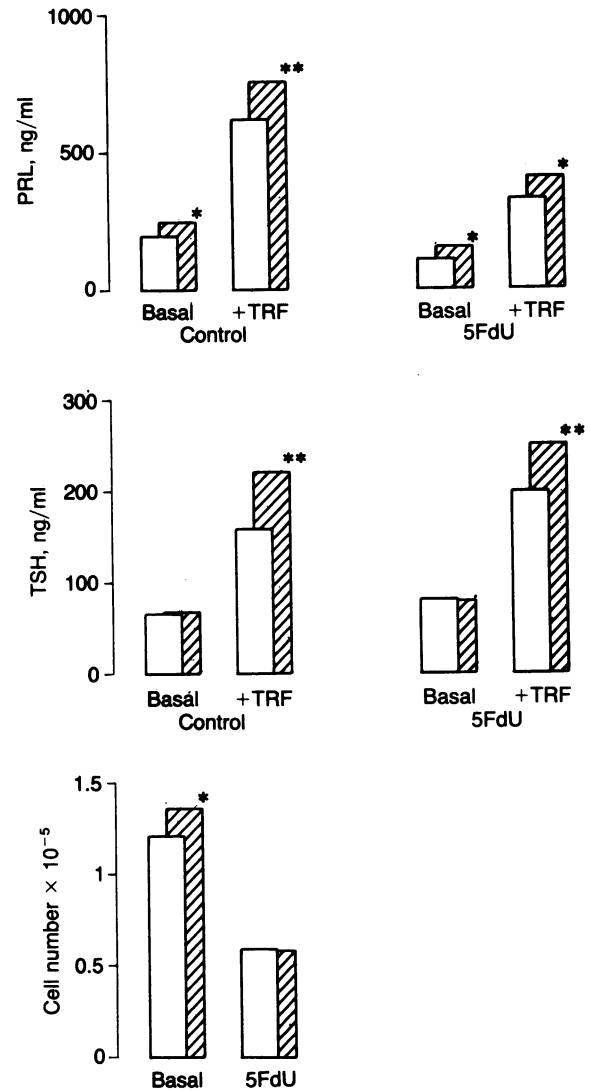 1000
500
0
PRL, ng/ml
*
**
*
*
Basal +TRF
Control
Basal +TRF
5FdU
300
200
100
0
TSH, ng/ml
**
**
Basal +TRF
Control
Basal +TRF
5FdU
1.5
1
0.5
0
Cell number × 10⁻⁵
*
Basal 5FdU